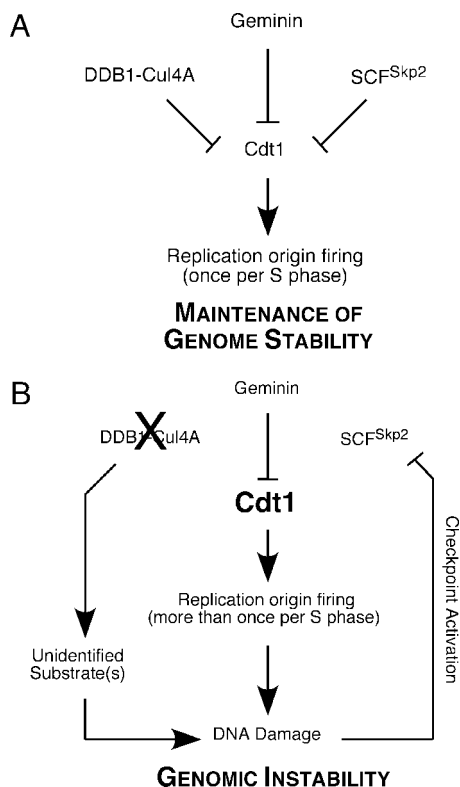 A
Geminin
DDB1-Cul4A
SCFSkp2
Cdt1
Replication origin firing
(once per S phase)
MAINTENANCE OF
GENOME STABILITY
B
Geminin
DDB1-Cul4A
X
SCFSkp2
Cdt1
Replication origin firing
(more than once per S phase)
Checkpoint Activation
Unidentified
Substrate(s)
DNA Damage
GENOMIC INSTABILITY